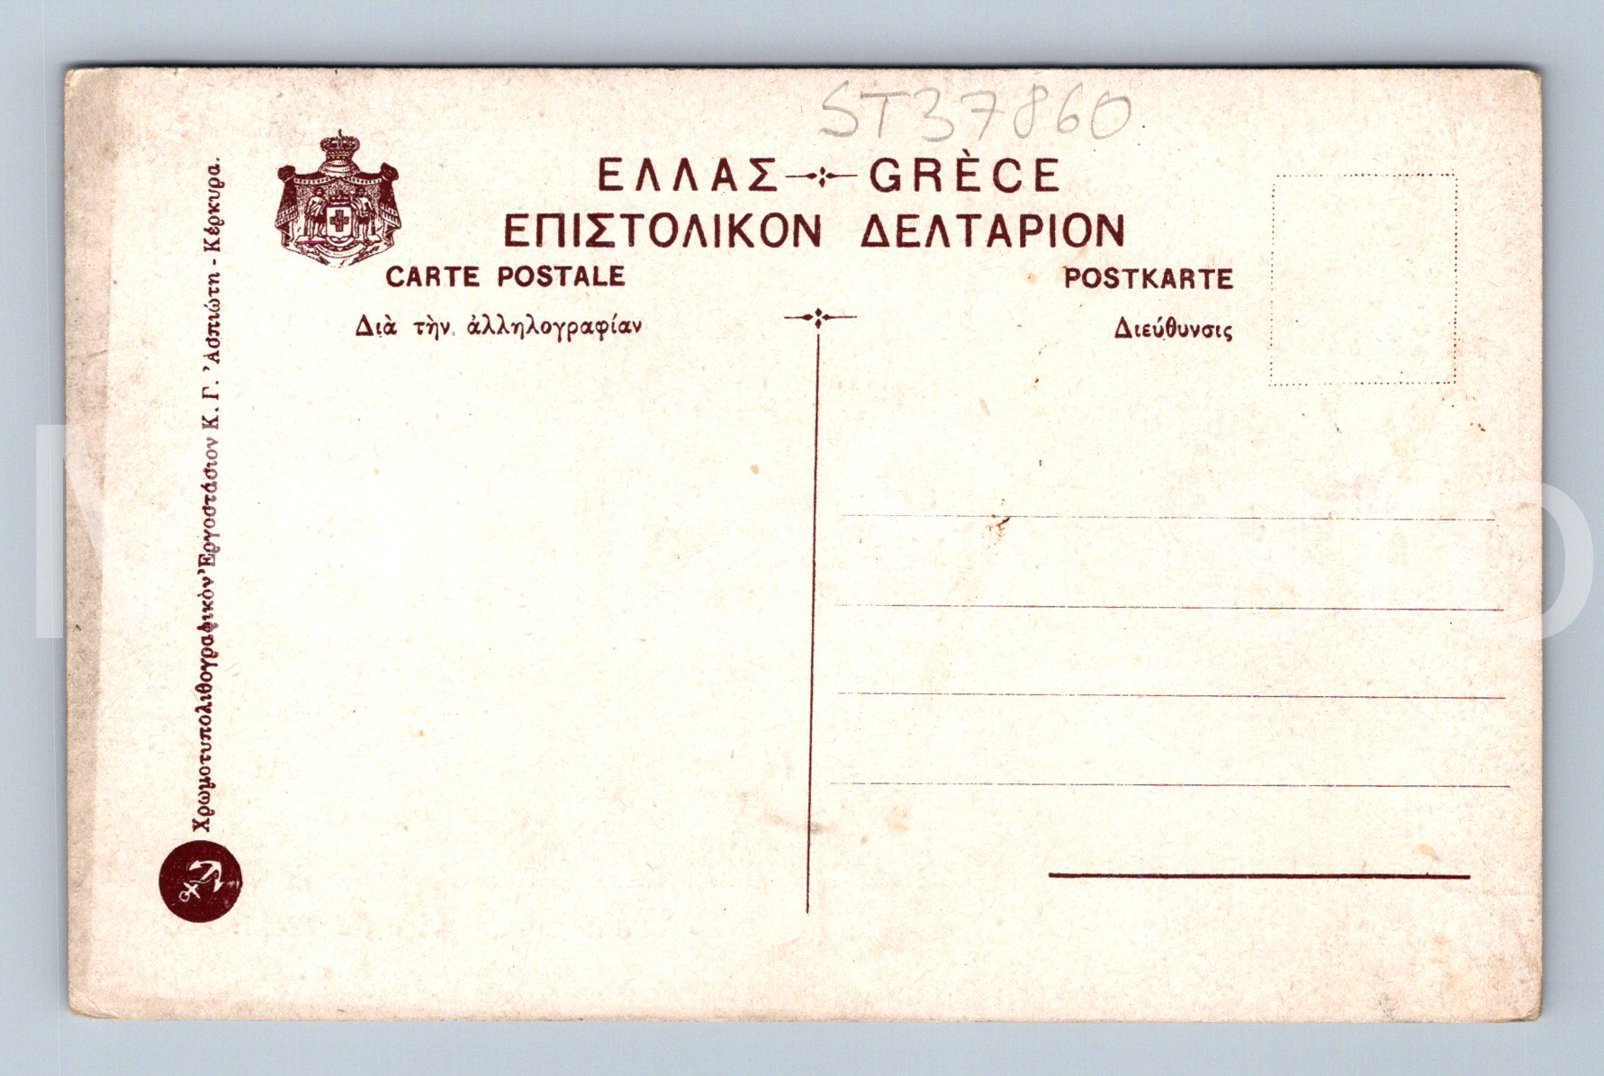 ST37860
ΕΛΛΑΣ GRÈCE
ΕΠΙΣΤΟΛΙΚΟΝ ΔΕΛΤΑΡΙΟΝ
CARTE POSTALE
POSTKARTE
Διὰ τὴν ἀλληλογραφίαν
Διεύθυνσις
Χρωμοτυπολιθογραφικὸν Ἐργοστάσιον Κ. Γ. Ἀσπιώτη - Κέρκυρα.